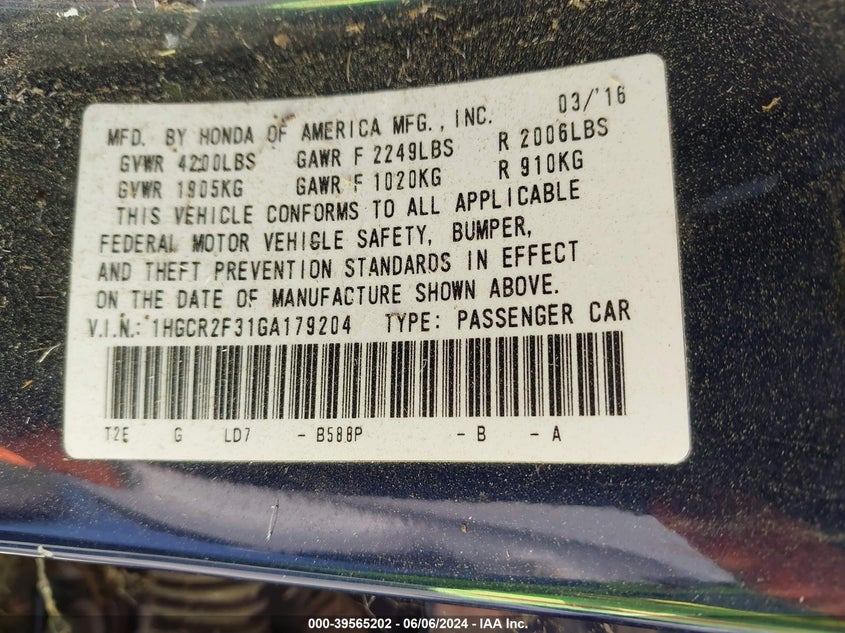 MFD. BY HONDA OF AMERICA MFG., INC. 03/'16
GVWR 4200LBS GAWR F 2249LBS R 2006LBS
GVWR 1905KG GAWR F 1020KG R 910KG
THIS VEHICLE CONFORMS TO ALL APPLICABLE
FEDERAL MOTOR VEHICLE SAFETY, BUMPER,
AND THEFT PREVENTION STANDARDS IN EFFECT
ON THE DATE OF MANUFACTURE SHOWN ABOVE.
V.I.N.: 1HGCR2F31GA179204 TYPE: PASSENGER CAR
T2E G LD7 - B588P - B - A
000-39565202 - 06/06/2024 - IAA Inc.